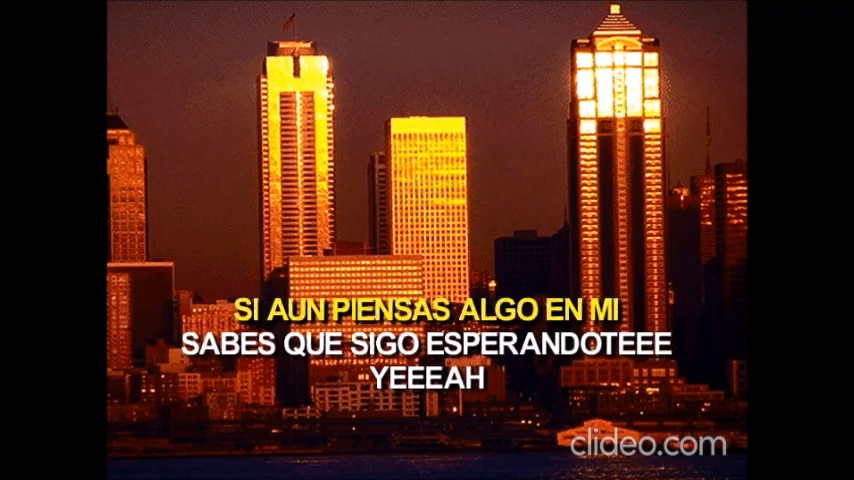 SI AUN PIENSAS ALGO EN MI
SABES QUE SIGO ESPERANDOTEEE
YEEEAH
clideo.com